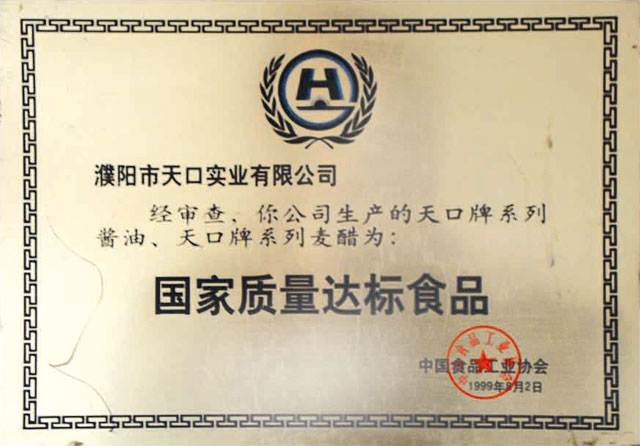 濮阳市天口实业有限公司
经审查、你公司生产的天口牌系列
酱油、天口牌系列麦醋为：
国家质量达标食品
中国食品工业协会
1999年8月2日